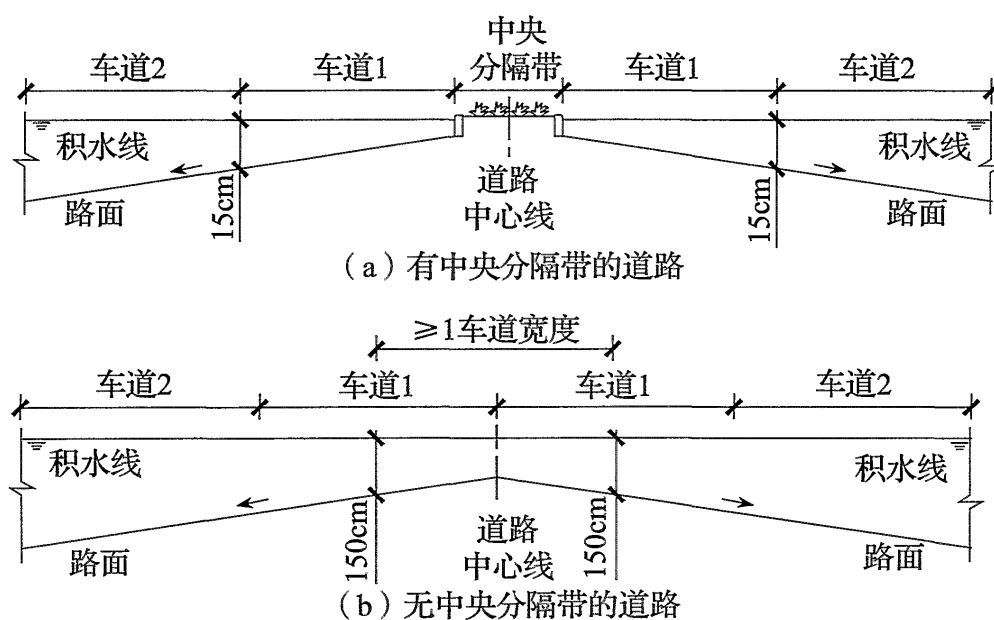 中央
分隔带
车道2 车道1 车道1 车道2
积水线 积水线
路面 15cm 道路 15cm 路面
中心线
(a)有中央分隔带的道路
≥1车道宽度
车道2 车道1 车道1 车道2
积水线 积水线
路面 150cm 道路 150cm 路面
中心线
(b)无中央分隔带的道路